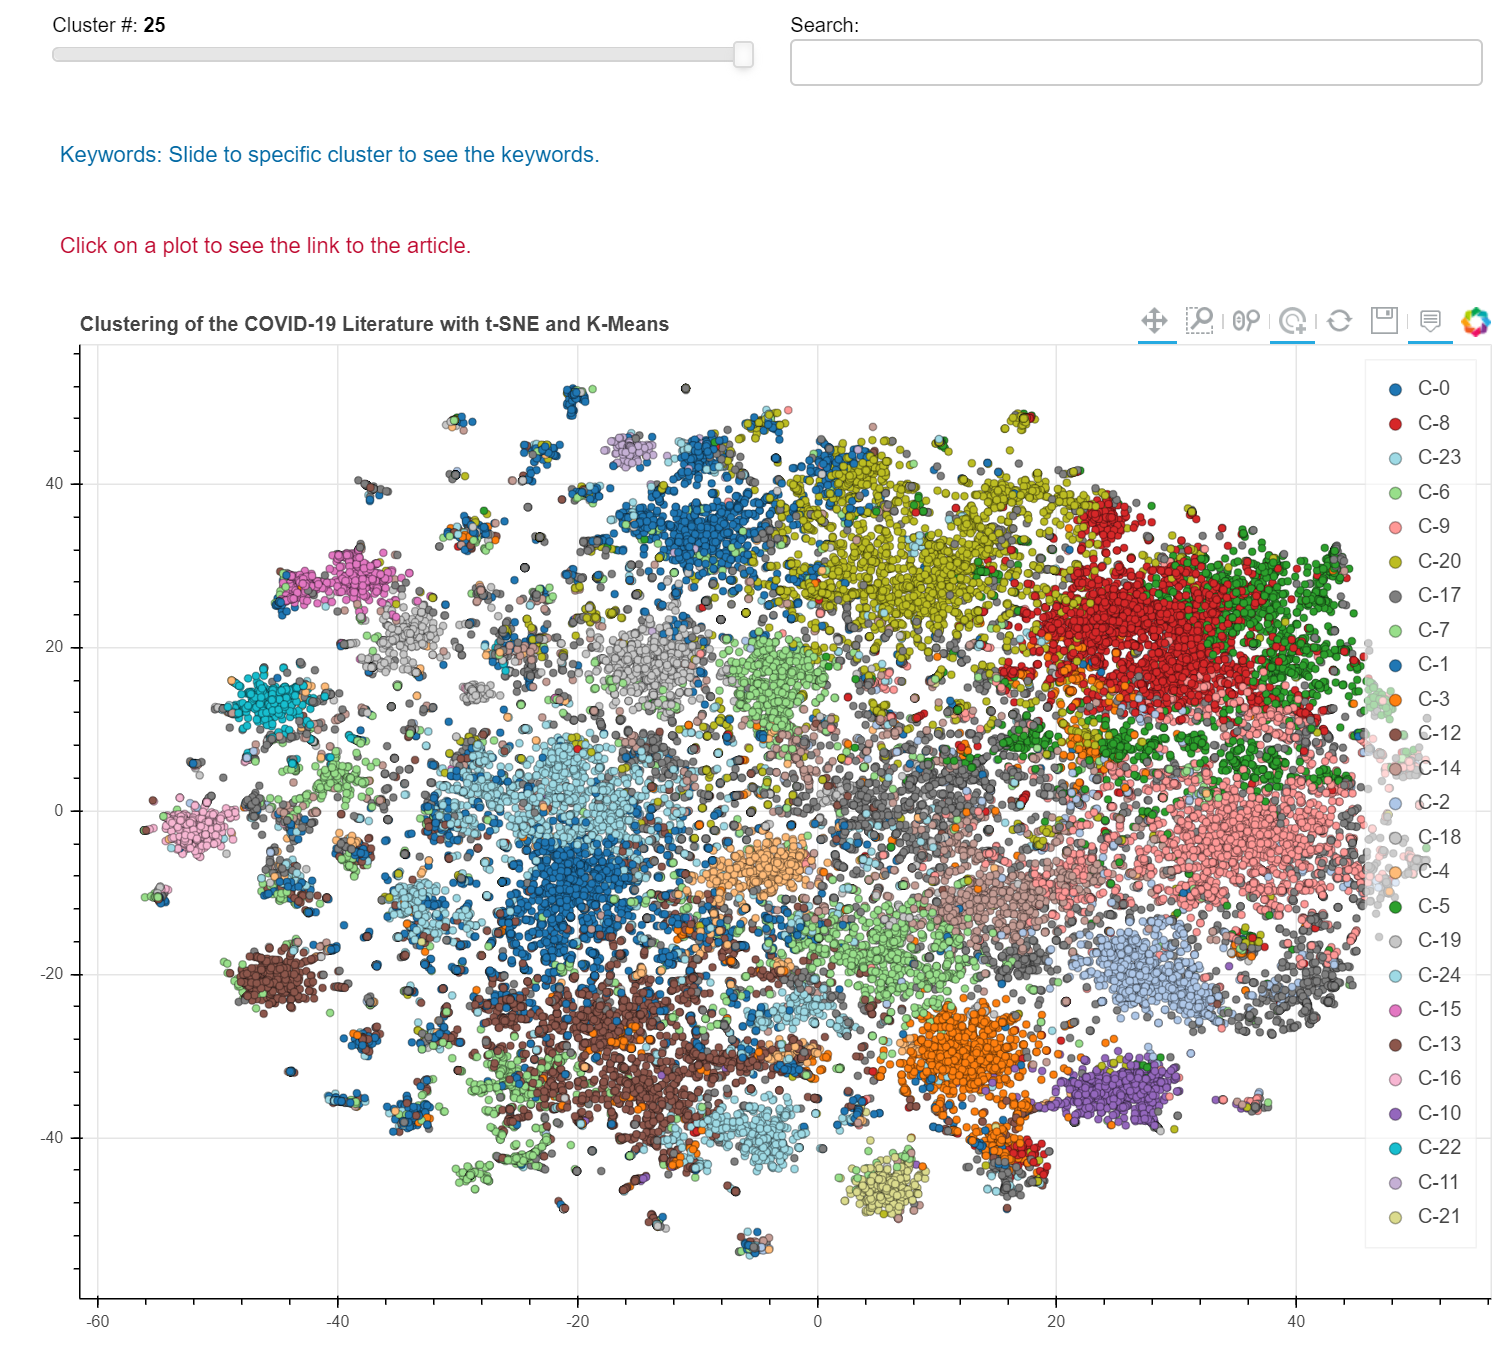 Cluster #: 25
Search:
Keywords: Slide to specific cluster to see the keywords.
Click on a plot to see the link to the article.
Clustering of the COVID-19 Literature with t-SNE and K-Means
C-0
C-8
C-23
C-6
C-9
C-20
C-17
C-7
C-1
C-3
C-12
C-14
C-2
C-18
C-4
C-5
C-19
C-24
C-15
C-13
C-16
C-10
C-22
C-11
C-21
40
20
0
-20
-40
-60 -40 -20 0 20 40